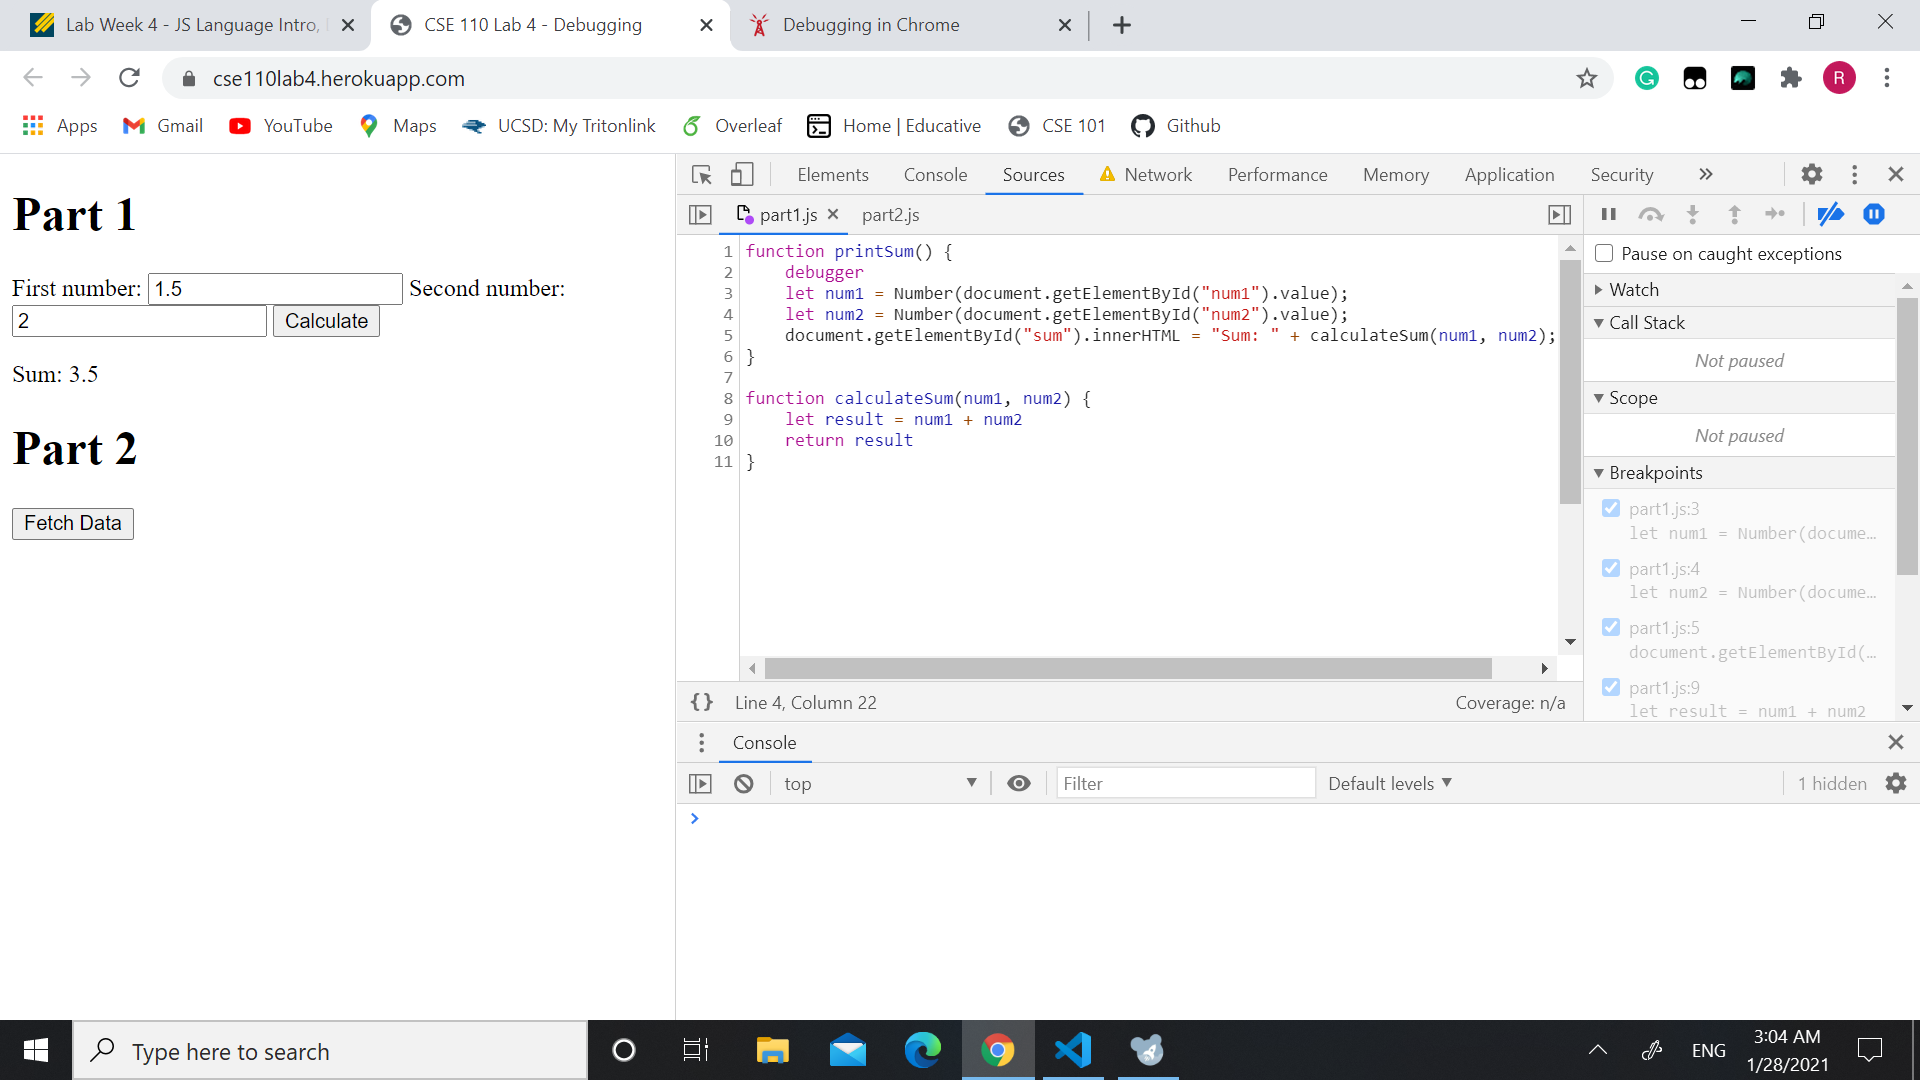 Lab Week 4 - JS Language Intro,
CSE 110 Lab 4 - Debugging
Debugging in Chrome
cse110lab4.herokuapp.com
R
Apps
Gmail
YouTube
Maps
UCSD: My Tritonlink
Overleaf
Home | Educative
CSE 101
Github
Part 1
First number: 1.5 Second number:
2 Calculate
Sum: 3.5
Part 2
Fetch Data
Elements
Console
Sources
Network
Performance
Memory
Application
Security
part1.js
part2.js
1 function printSum() {
2 debugger
3 let num1 = Number(document.getElementById("num1").value);
4 let num2 = Number(document.getElementById("num2").value);
5 document.getElementById("sum").innerHTML = "Sum: " + calculateSum(num1, num2);
6 }
7
8 function calculateSum(num1, num2) {
9 let result = num1 + num2
10 return result
11 }
{} Line 4, Column 22
Coverage: n/a
Pause on caught exceptions
Watch
Call Stack
Not paused
Scope
Not paused
Breakpoints
part1.js:3
let num1 = Number(docume…
part1.js:4
let num2 = Number(docume…
part1.js:5
document.getElementById(…
part1.js:9
let result = num1 + num2
Console
top
Filter
Default levels
1 hidden
Type here to search
ENG
3:04 AM
1/28/2021